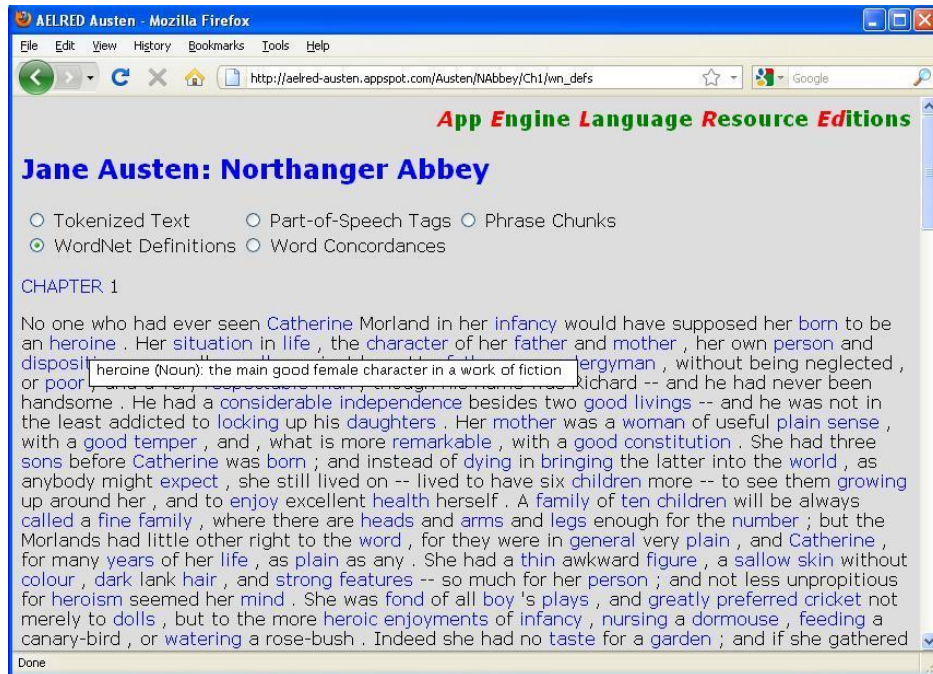 AELRED Austen - Mozilla Firefox
File Edit View History Bookmarks Tools Help
http://aelred-austen.appspot.com/Austen/NAbbey/Ch1/wn_defs Google
App Engine Language Resource Editions
Jane Austen: Northanger Abbey
Tokenized Text Part-of-Speech Tags Phrase Chunks
WordNet Definitions Word Concordances
CHAPTER 1
No one who had ever seen Catherine Morland in her infancy would have supposed her born to be
an heroine . Her situation in life , the character of her father and mother , her own person and
without being neglected ,
heroine (Noun): the main good female character in a work of fiction
or poor Richard -- and he had never been
handsome . He had a considerable independence besides two good livings -- and he was not in
the least addicted to locking up his daughters . Her mother was a woman of useful plain sense ,
with a good temper , and , what is more remarkable , with a good constitution . She had three
sons before Catherine was born ; and instead of dying in bringing the latter into the world , as
anybody might expect , she still lived on -- lived to have six children more -- to see them growing
up around her , and to enjoy excellent health herself . A family of ten children will be always
called a fine family , where there are heads and arms and legs enough for the number ; but the
Morlands had little other right to the word , for they were in general very plain , and Catherine ,
for many years of her life , as plain as any . She had a thin awkward figure , a sallow skin without
colour , dark lank hair , and strong features -- so much for her person ; and not less unpropitious
for heroism seemed her mind . She was fond of all boy 's plays , and greatly preferred cricket not
merely to dolls , but to the more heroic enjoyments of infancy , nursing a dormouse , feeding a
canary-bird , or watering a rose-bush . Indeed she had no taste for a garden ; and if she gathered
Done